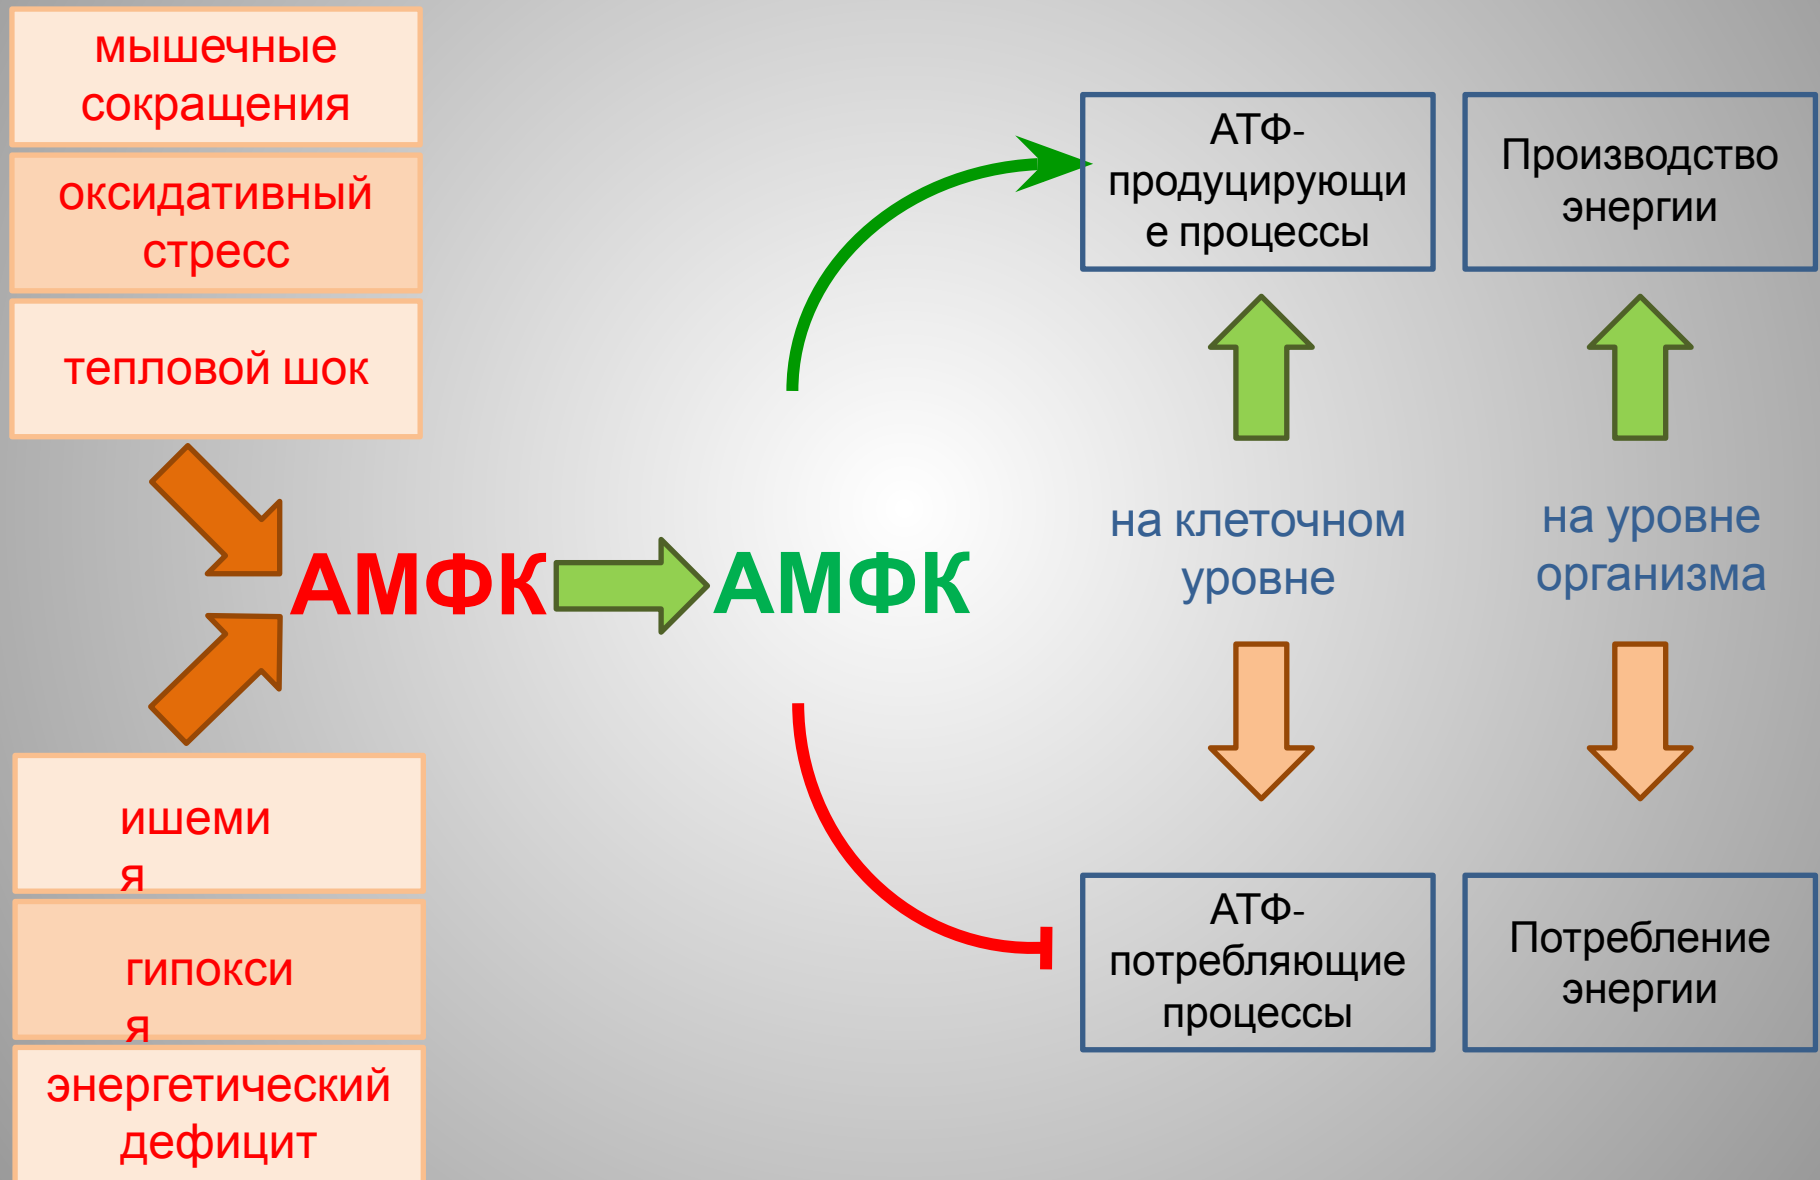 мышечные
сокращения
оксидативный
стресс
тепловой шок
АМФК
АМФК
ишеми
я
гипокси
я
энергетический
дефицит
АТФ-
продуцирующи
е процессы
Производство
энергии
на клеточном
уровне
на уровне
организма
АТФ-
потребляющие
процессы
Потребление
энергии